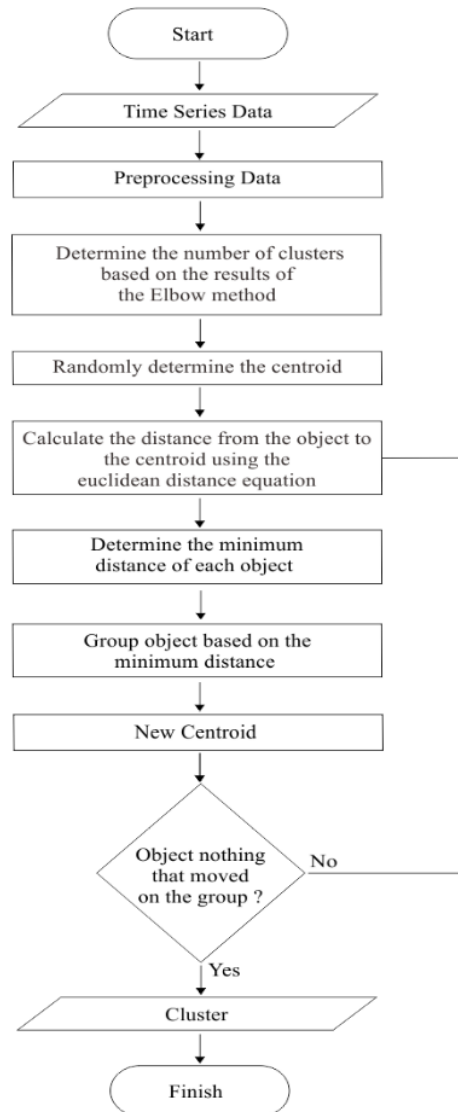 Start
Time Series Data
Preprocessing Data
Determine the number of clusters
based on the results of
the Elbow method
Randomly determine the centroid
Calculate the distance from the object to
the centroid using the
euclidean distance equation
Determine the minimum
distance of each object
Group object based on the
minimum distance
New Centroid
Object nothing
that moved
on the group ?
No
Yes
Cluster
Finish